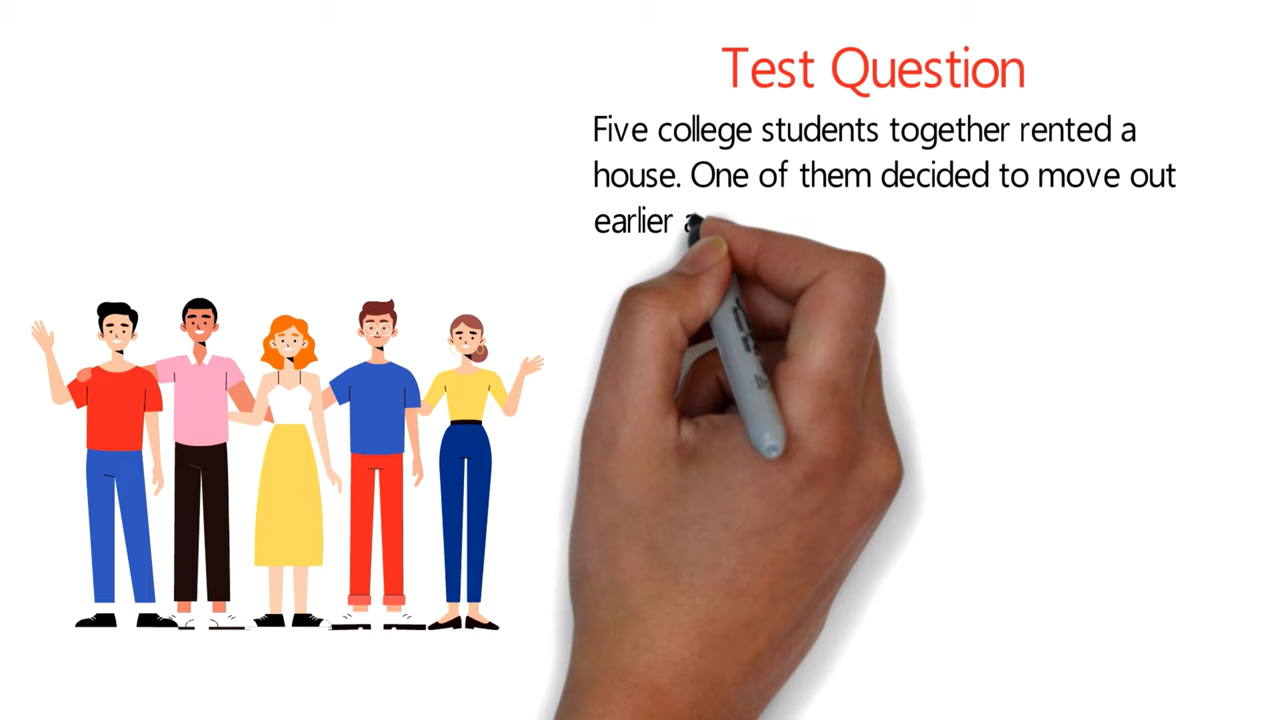 Test Question
Five college students together rented a
house. One of them decided to move out
earlier